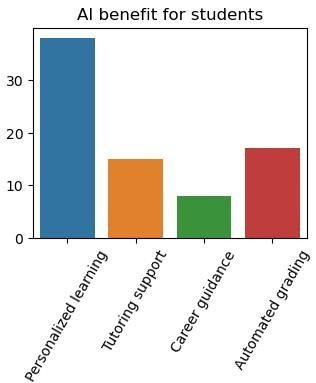 AI benefit for students
30
20
10
0
Personalized learning
Tutoring support
Career guidance
Automated grading